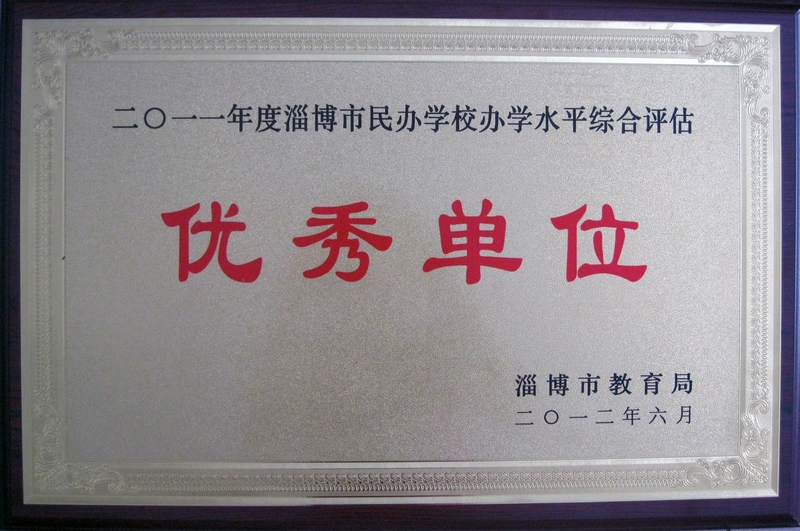 二〇一一年度淄博市民办学校办学水平综合评估
优秀单位
淄博市教育局
二〇一二年六月